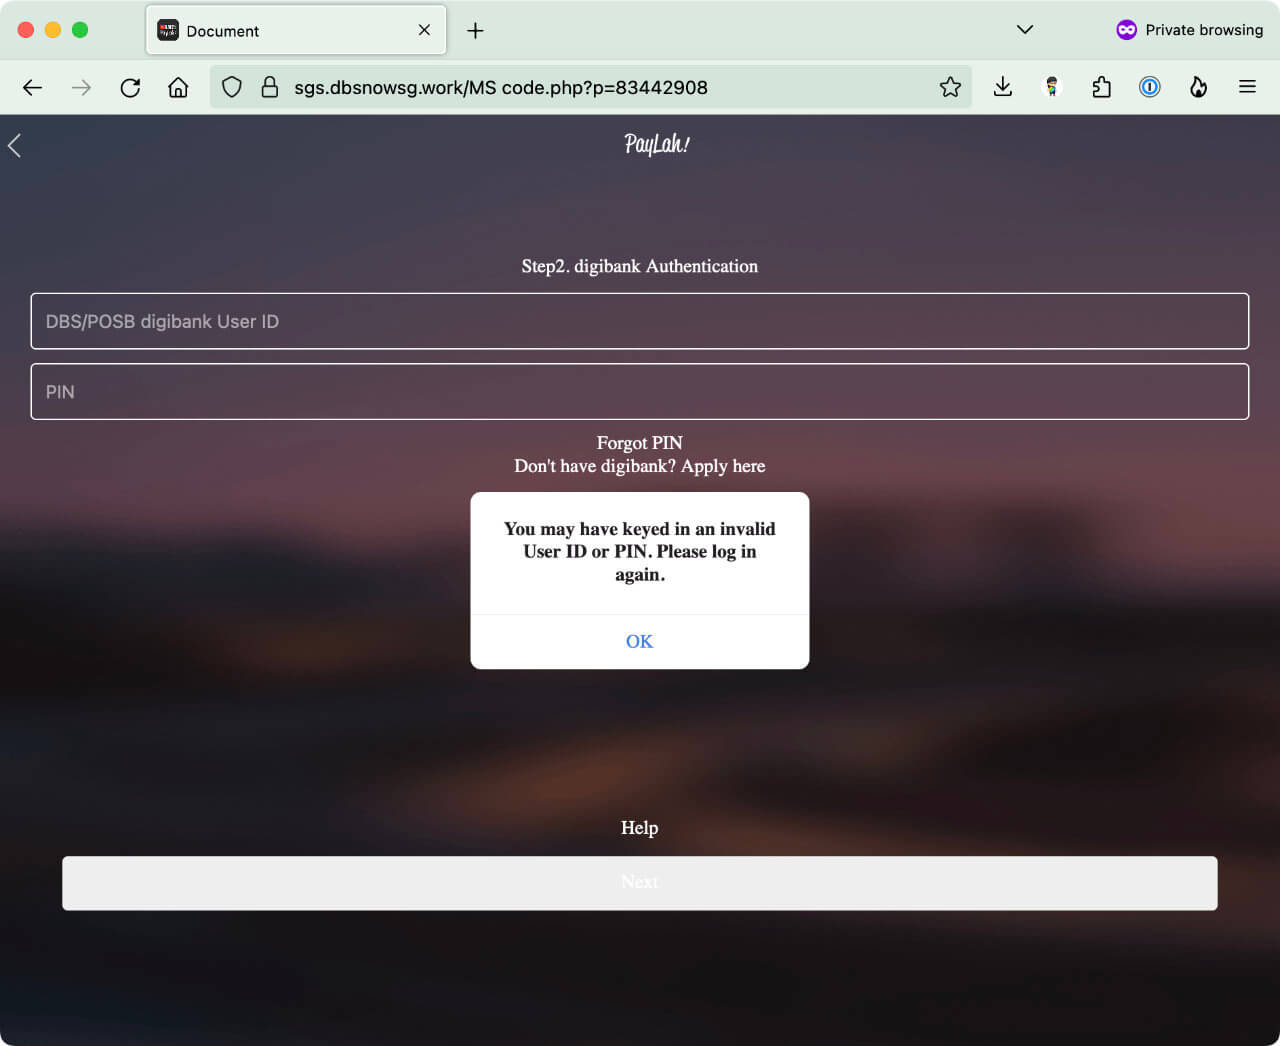 Document
Private browsing
sgs.dbsnowsg.work/MS code.php?p=83442908
PayLah!
Step2. digibank Authentication
DBS/POSB digibank User ID
PIN
Forgot PIN
Don't have digibank? Apply here
You may have keyed in an invalid
User ID or PIN. Please log in
again.
OK
Help
Next